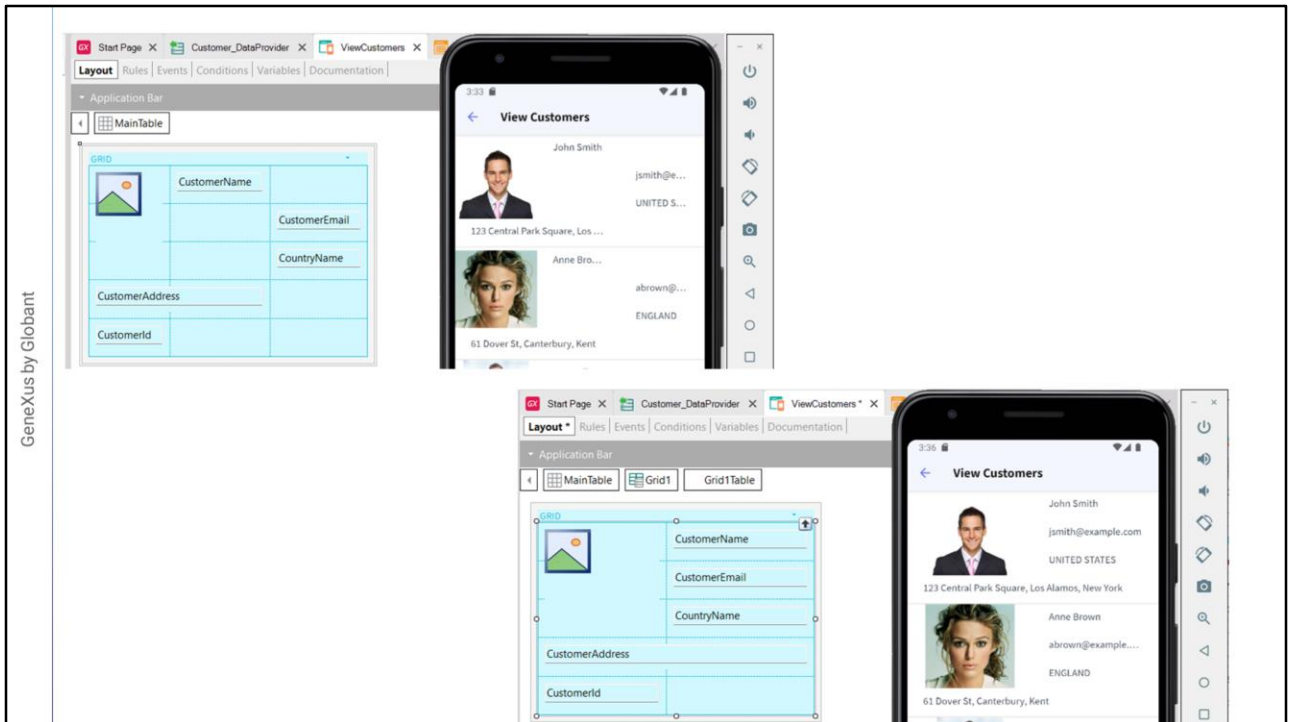 GeneXus by Globant
GX Start Page X Customer_DataProvider X ViewCustomers X
Layout Rules Events Conditions Variables Documentation
Application Bar
MainTable
GRID
CustomerName
CustomerEmail
CountryName
CustomerAddress
CustomerId
3:33
View Customers
John Smith
jsmith@e...
UNITED S...
123 Central Park Square, Los ...
Anne Bro...
abrown@...
ENGLAND
61 Dover St, Canterbury, Kent
GX Start Page X Customer_DataProvider X ViewCustomers * X
Layout * Rules Events Conditions Variables Documentation
Application Bar
MainTable Grid1 Grid1Table
GRID
CustomerName
CustomerEmail
CountryName
CustomerAddress
CustomerId
3:36
View Customers
John Smith
jsmith@example.com
UNITED STATES
123 Central Park Square, Los Alamos, New York
Anne Brown
abrown@example....
ENGLAND
61 Dover St, Canterbury, Kent